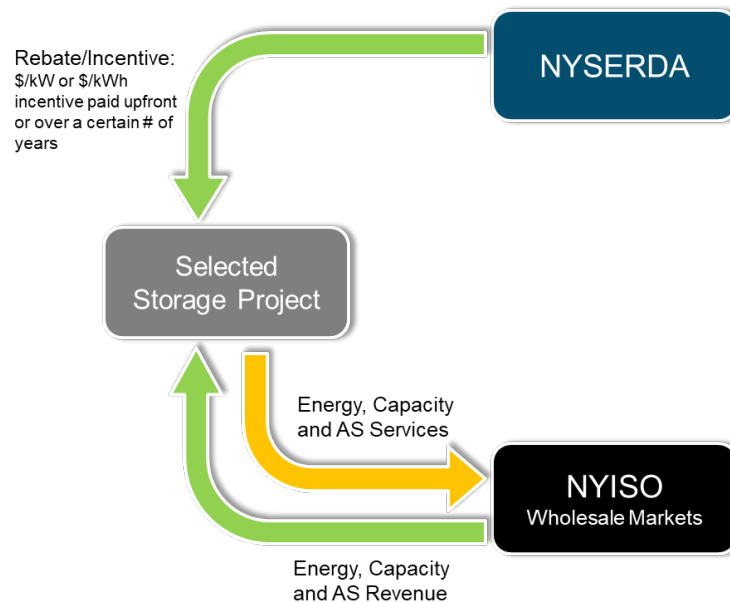 Rebate/Incentive:
$/kW or $/kWh
incentive paid upfront
or over a certain # of
years
NYSERDA
Selected
Storage Project
Energy, Capacity
and AS Services
NYISO
Wholesale Markets
Energy, Capacity
and AS Revenue